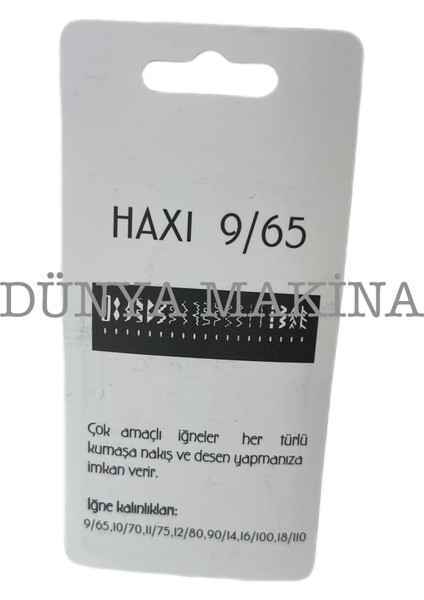 HAXI 9/65
DÜNYA MAKİNA
Çok amaçlı iğneler her türlü
kumaşa nakış ve desen yapmanıza
imkan verir.
İğne kalınlıkları:
9/65,10/70,11/75,12/80,90/14,16/100,18/110